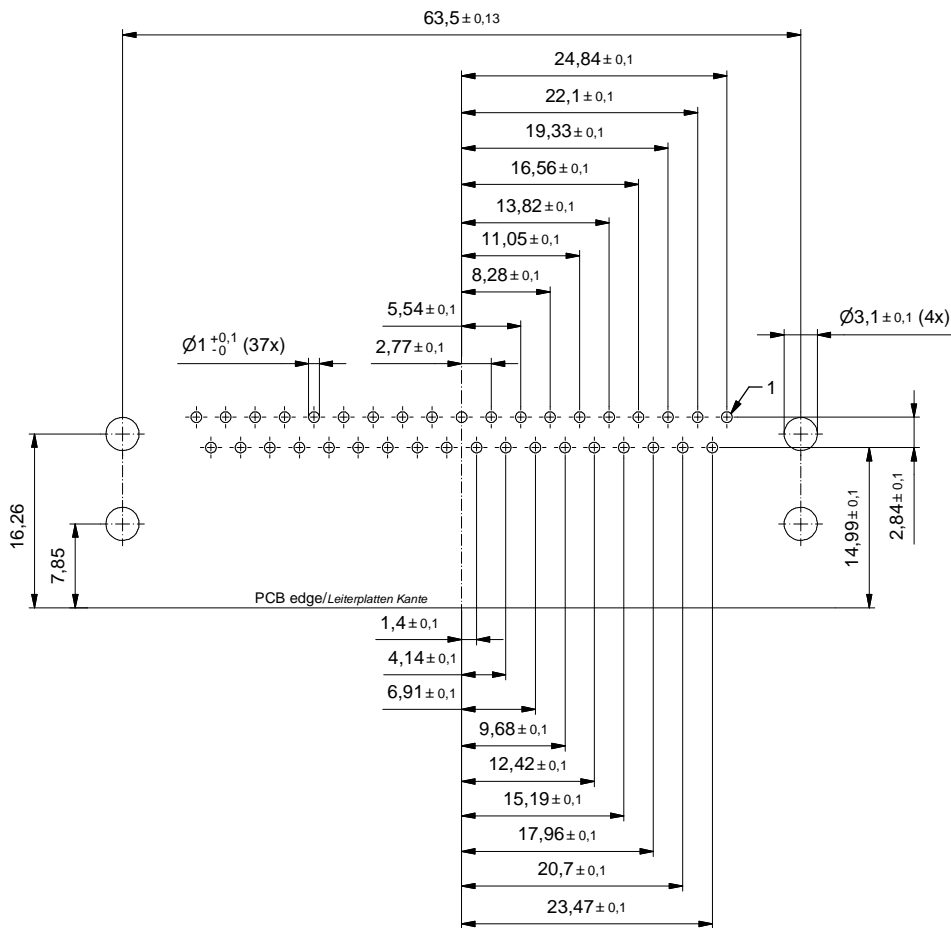 63,5 ± 0,13
24,84 ± 0,1
22,1 ± 0,1
19,33 ± 0,1
16,56 ± 0,1
13,82 ± 0,1
11,05 ± 0,1
8,28 ± 0,1
5,54 ± 0,1
Ø3,1 ± 0,1 (4x)
Ø1 +0,1 -0 (37x)
2,77 ± 0,1
1
16,26
7,85
14,99 ± 0,1
2,84 ± 0,1
PCB edge/Leiterplatten Kante
1,4 ± 0,1
4,14 ± 0,1
6,91 ± 0,1
9,68 ± 0,1
12,42 ± 0,1
15,19 ± 0,1
17,96 ± 0,1
20,7 ± 0,1
23,47 ± 0,1